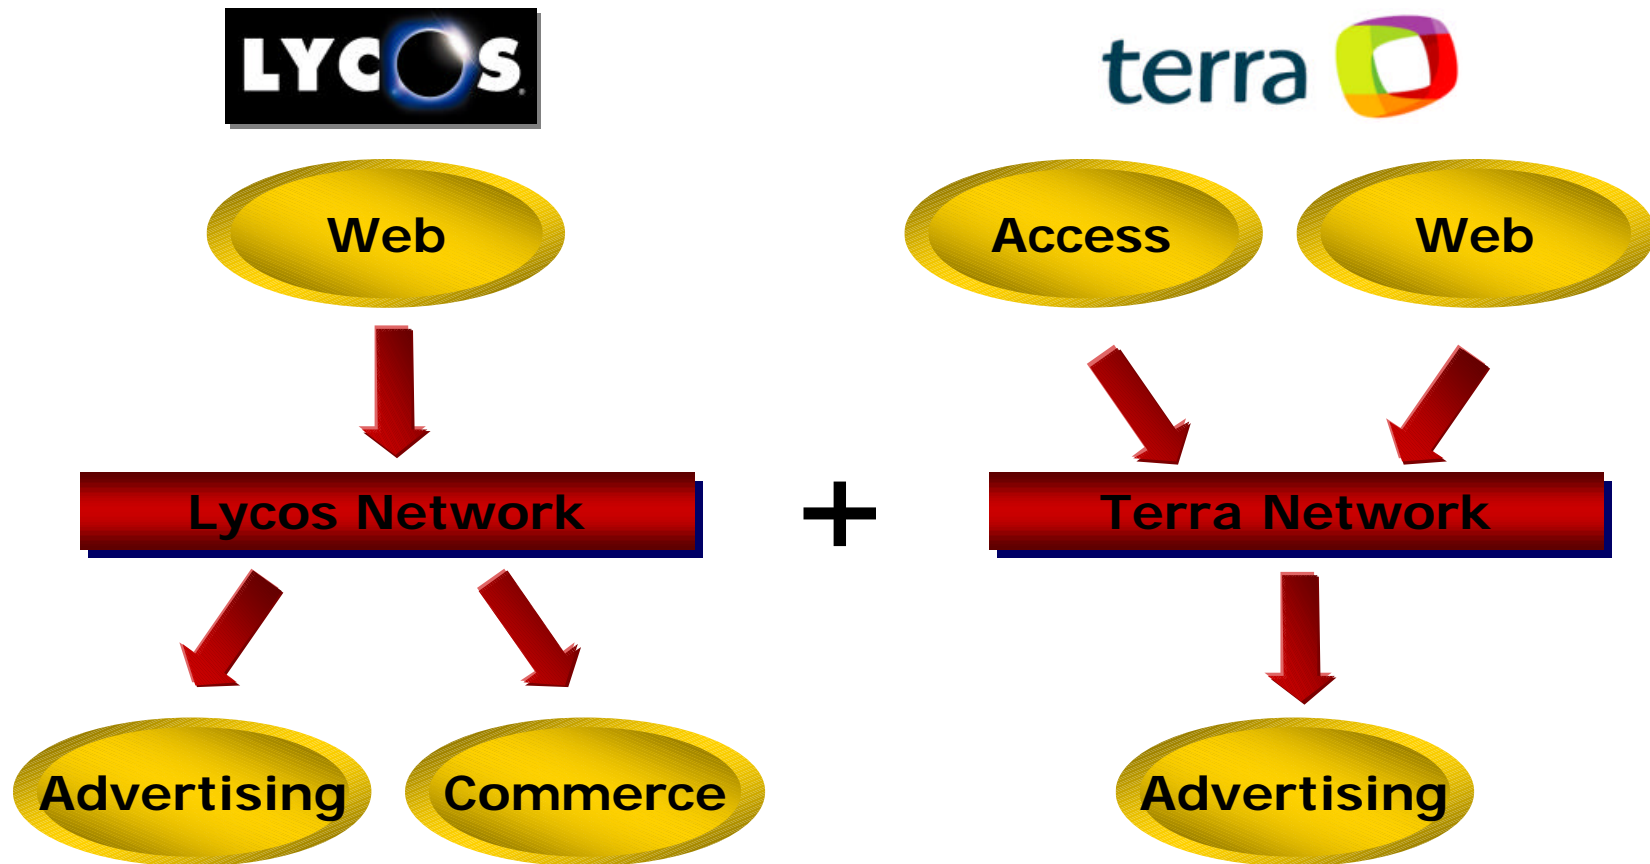 LYCOS
terra
Web
Access
Web
Lycos Network
+
Terra Network
Advertising
Commerce
Advertising